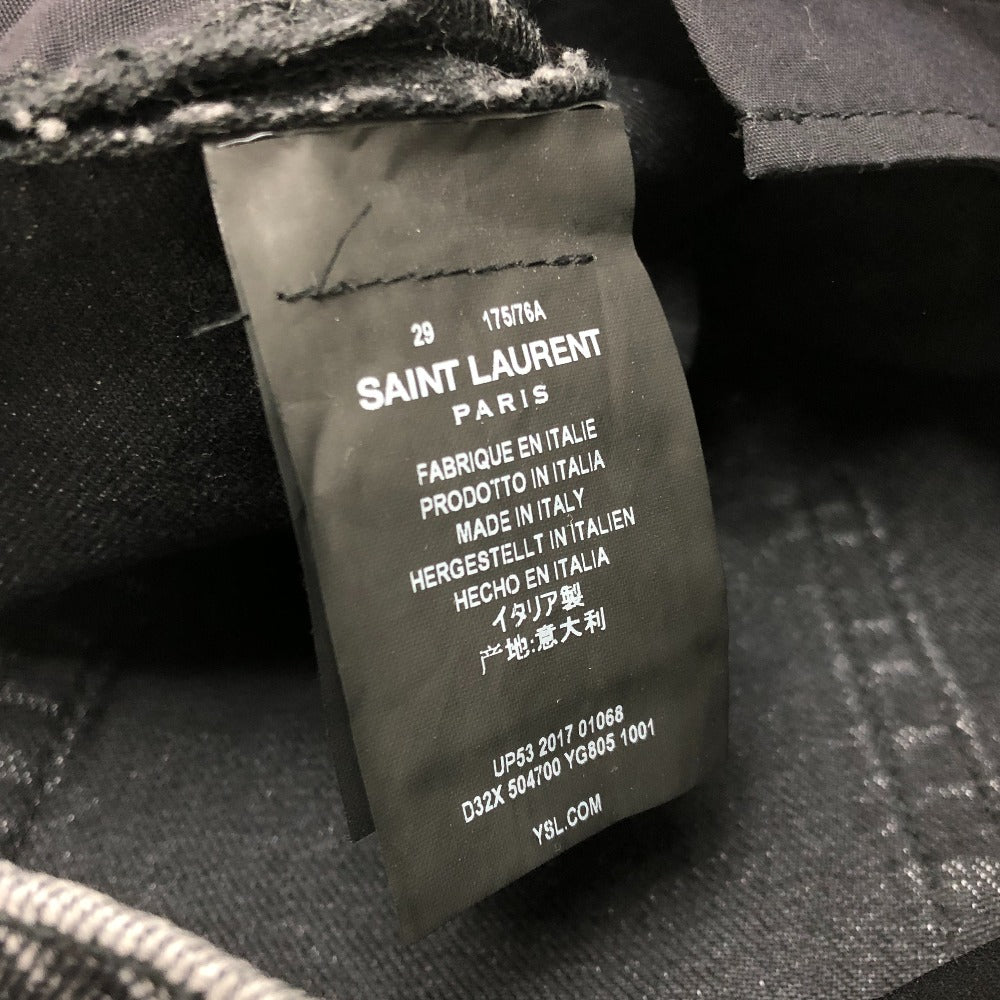 29 175/76A
SAINT LAURENT
PARIS
FABRIQUE EN ITALIE
PRODOTTO IN ITALIA
MADE IN ITALY
HERGESTELLT IN ITALIEN
HECHO EN ITALIA
イタリア製
产地:意大利
UP53 2017 01068
D32X 504700 YG805 1001
YSL.COM